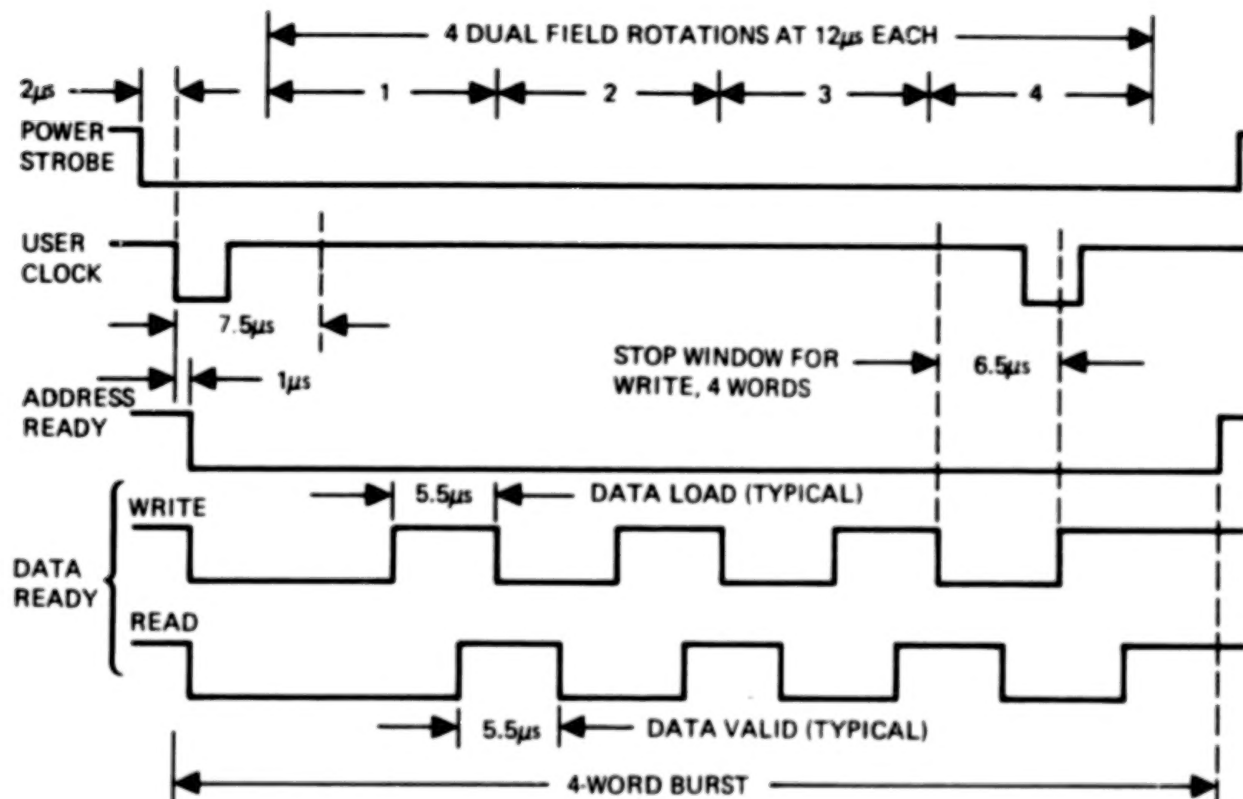 4 DUAL FIELD ROTATIONS AT 12μs EACH
2μs
1
2
3
4
POWER
STROBE
USER
CLOCK
7.5μs
STOP WINDOW FOR
WRITE, 4 WORDS
6.5μs
1μs
ADDRESS
READY
5.5μs
DATA LOAD (TYPICAL)
WRITE
DATA
READY
READ
5.5μs
DATA VALID (TYPICAL)
4-WORD BURST